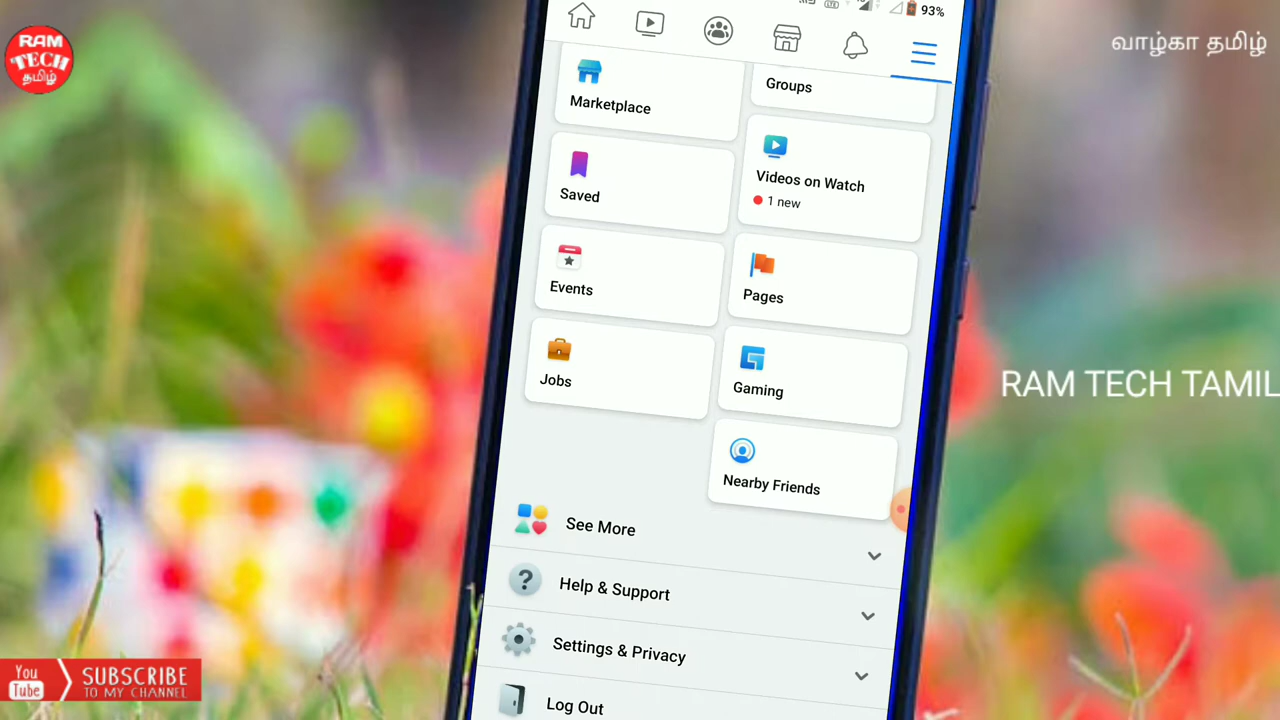 RAM
TECH
தமிழ்
வாழ்கா தமிழ்
93%
Marketplace
Groups
Saved
Videos on Watch
1 new
Events
Pages
Jobs
Gaming
Nearby Friends
See More
Help & Support
Settings & Privacy
Log Out
RAM TECH TAMIL
You
Tube
SUBSCRIBE
TO MY CHANNEL